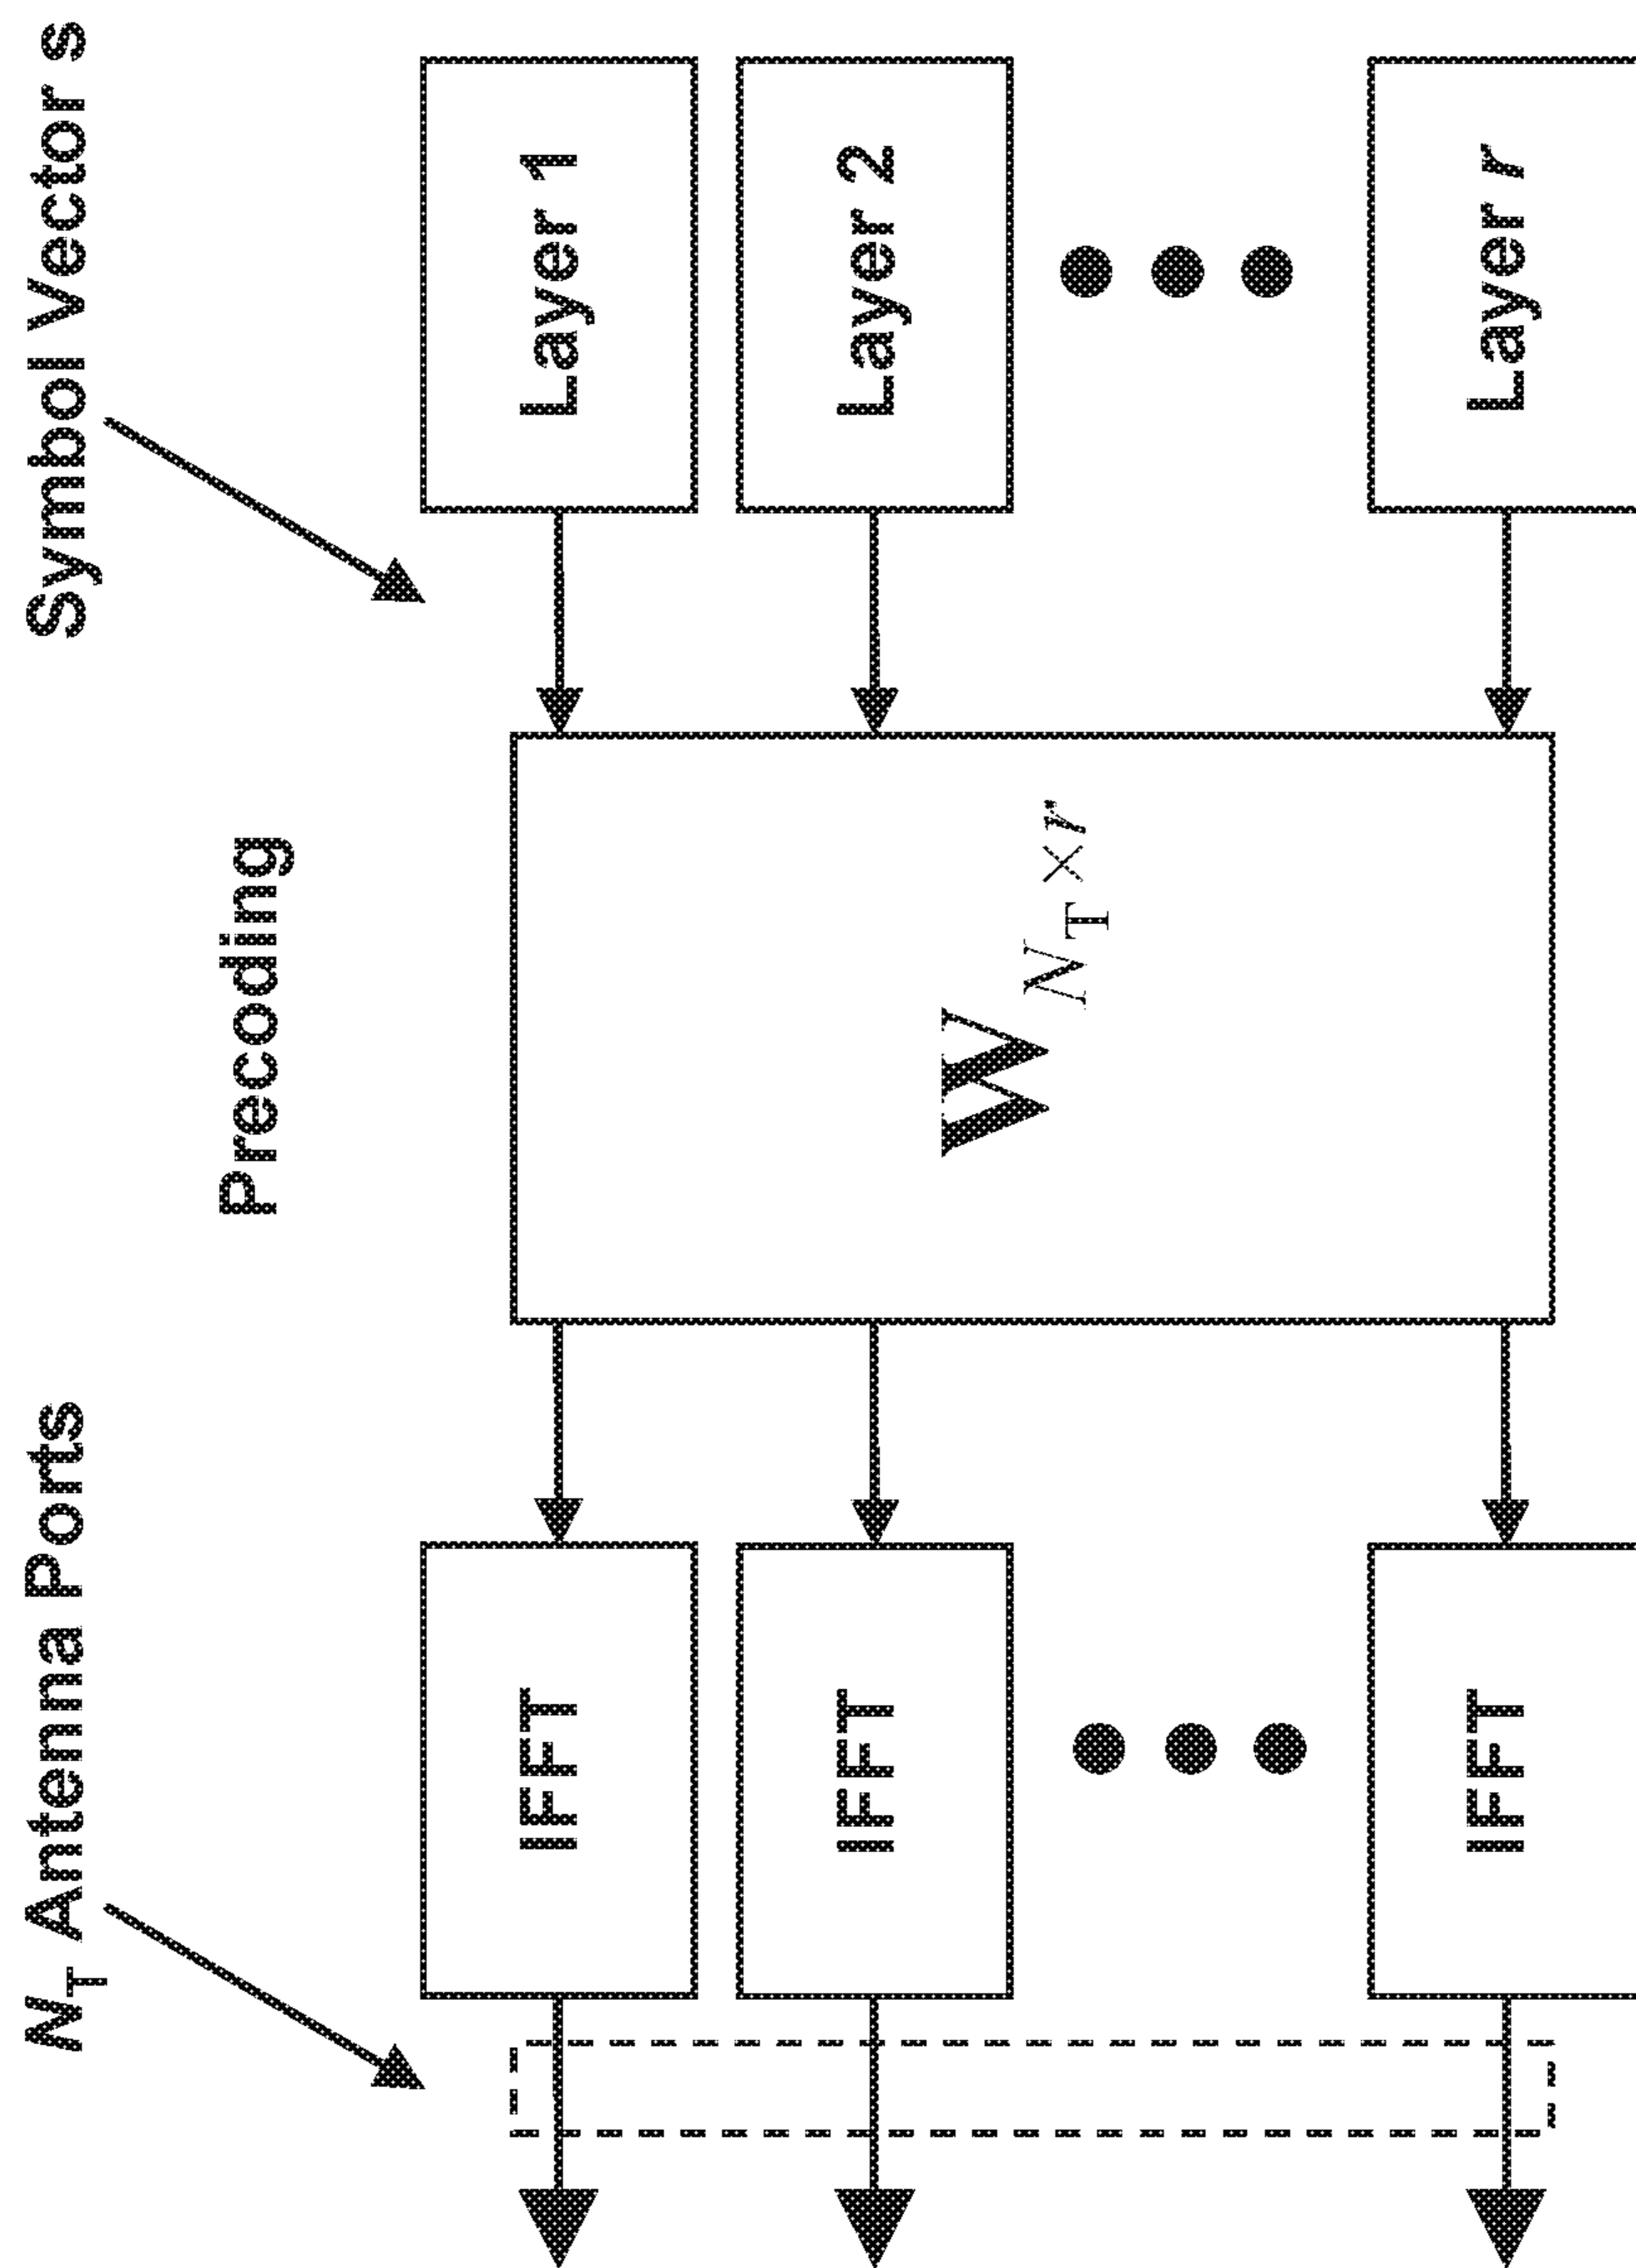 N_T Antenna Ports
Symbol Vector s
Precoding
IFFT
Layer 1
IFFT
Layer 2
W_{N_T×r}
IFFT
Layer r